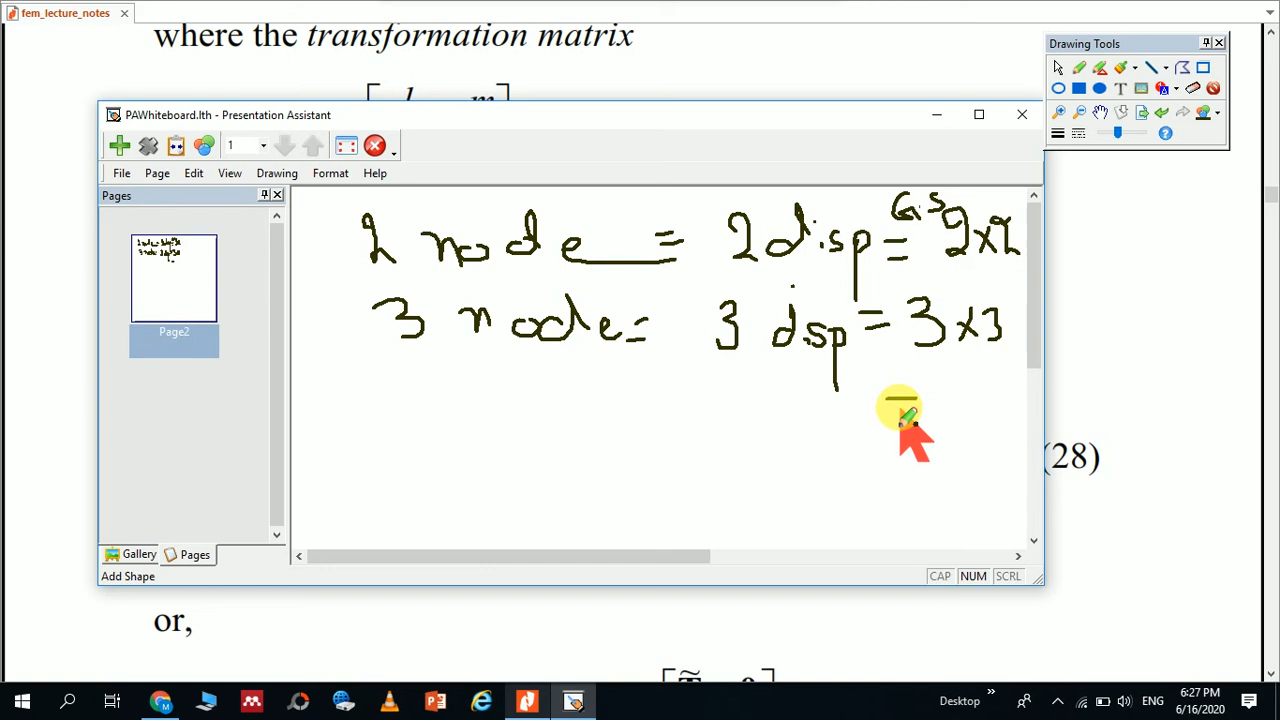 fem_lecture_notes
where the transformation matrix
Drawing Tools
PAWhiteboard.lth - Presentation Assistant
1
File Page Edit View Drawing Format Help
Pages
2 node = 2 disp = G.S 2x2
3 node = 3 disp = 3x3
Page2
(28)
Gallery Pages
Add Shape
CAP NUM SCRL
or,
Desktop
ENG
6:27 PM
6/16/2020